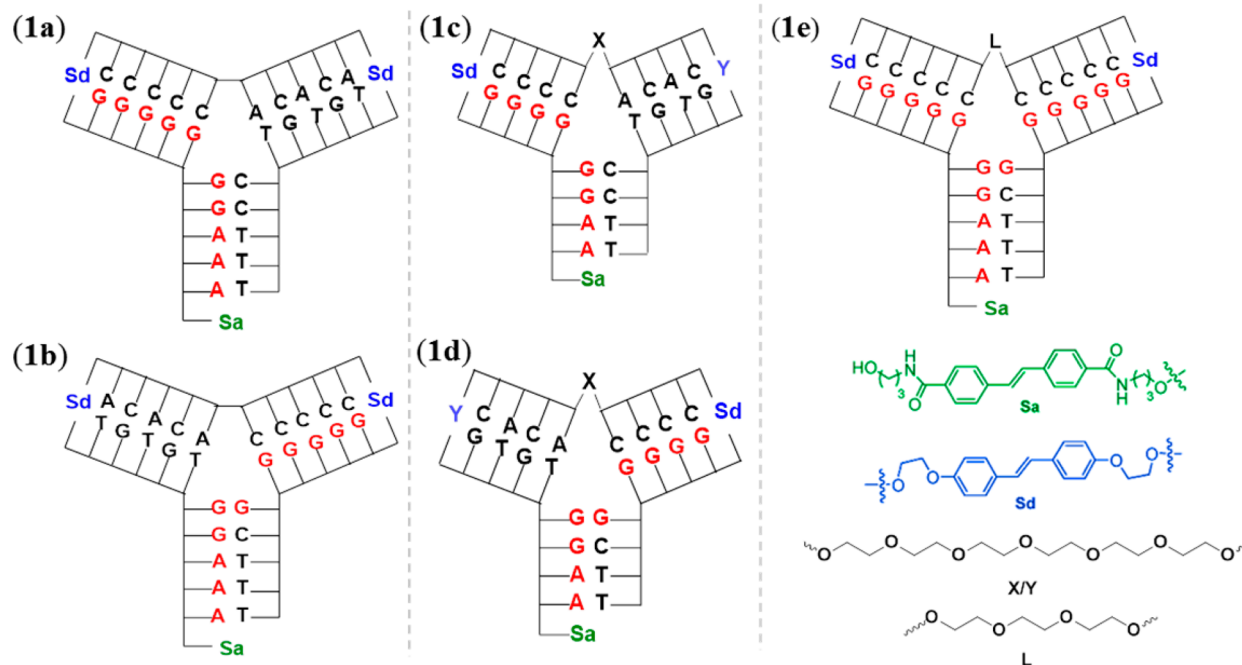 (1a)
Sd C C C C C
G G G G G
A C A C A Sd
T G T G T
G C
G C
A T
A T
A T
Sa
(1b)
Sd A C A C A
T G T G T
C C C C C Sd
G G G G G
G G
G C
A T
A T
A T
Sa
(1c)
X
Sd C C C C
G G G G
A C A C Y
T G T G
G C
G C
A T
A T
Sa
(1d)
X
Y C A C A
G T G T
C C C C Sd
G G G G
G G
G C
A T
A T
Sa
(1e)
L
Sd C C C C C
G G G G G
C C C C C Sd
G G G G G
G G
G C
A T
A T
A T
Sa
HO
3
H
N
O
O
N
H
3
O
Sa
O O O O
Sd
O O O O O O O
X/Y
O O O O
L